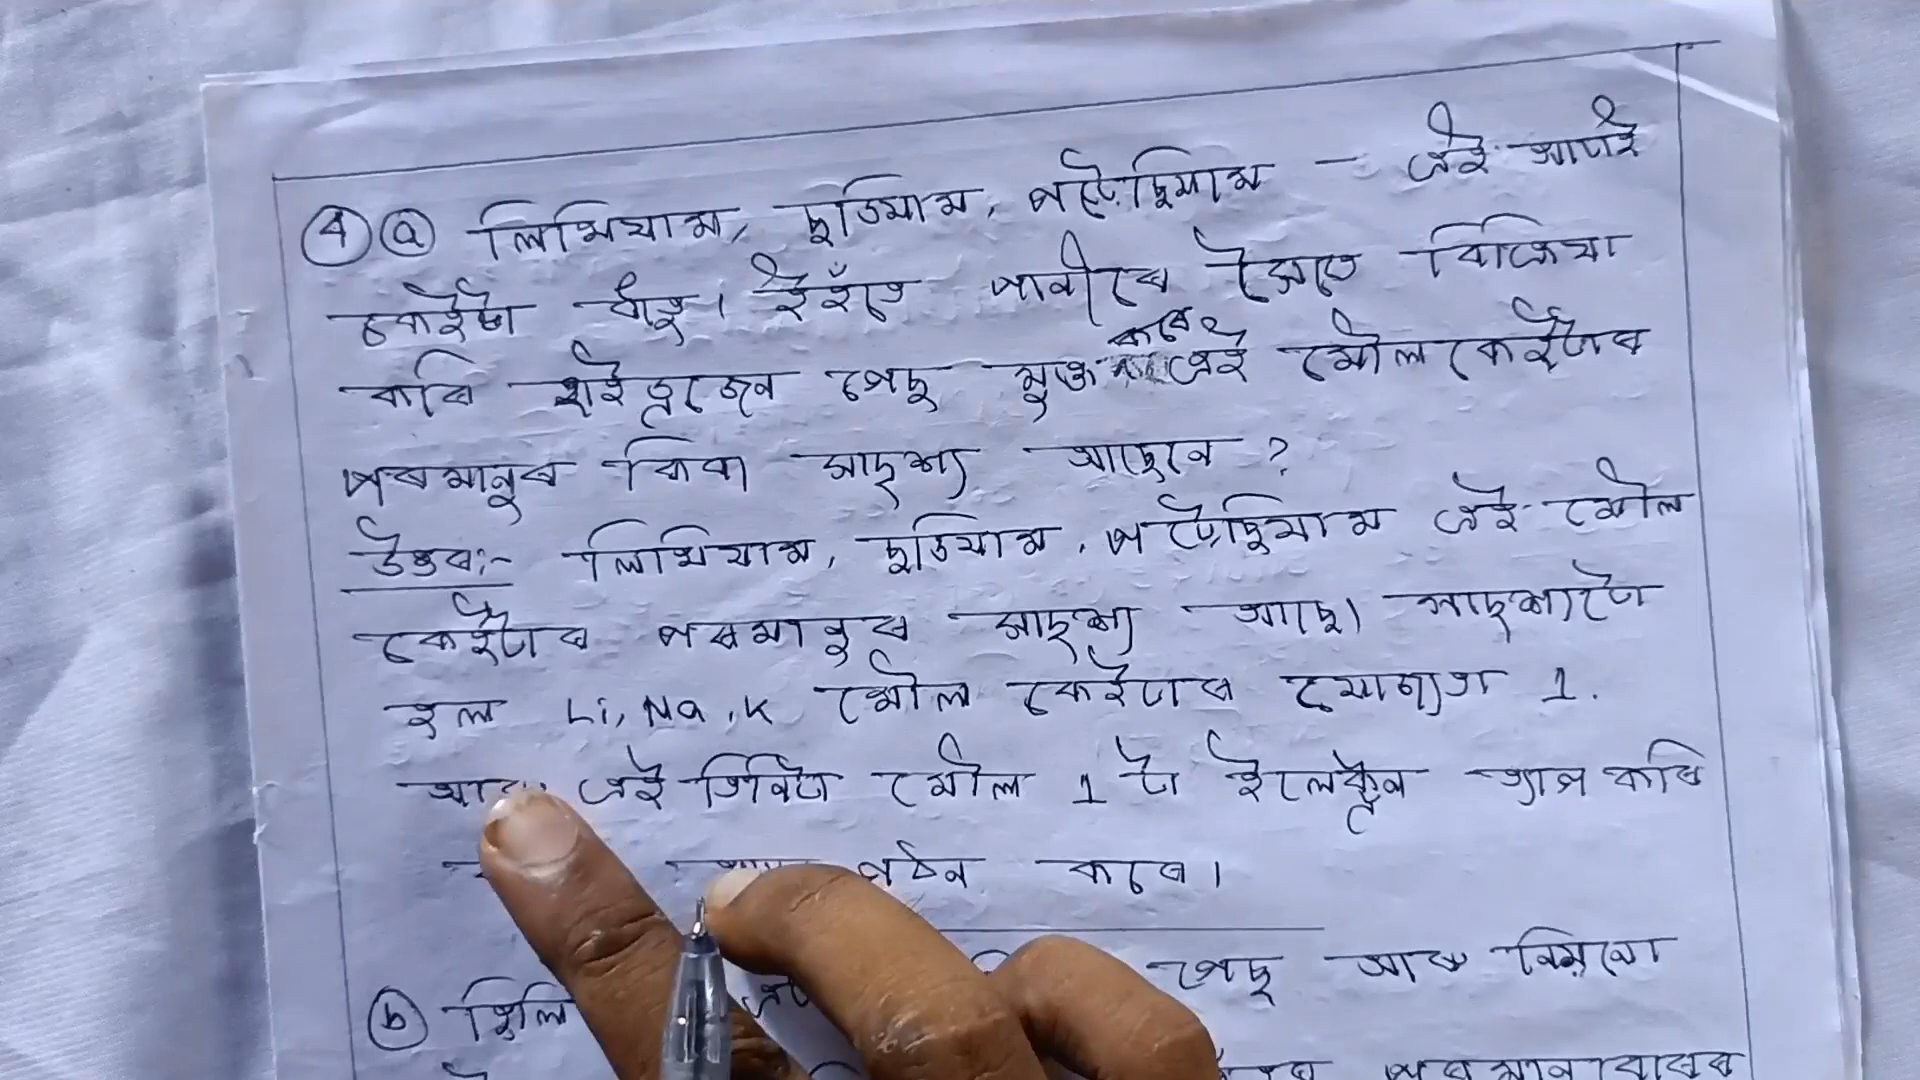 4 a লিথিয়াম, ছডিয়াম, পটেছিয়াম - এই আটাই
কেইটা ধাতু। ইহঁতে পানীৰে সৈতে বিক্ৰিয়া
কৰি হাইড্ৰজেন গেছ মুক্ত কৰে এই মৌল কেইটাৰ
পৰমানুৰ কিবা সাদৃশ্য আছেনে ?
উত্তৰ:- লিথিয়াম, ছডিয়াম, পটেছিয়াম এই মৌল
কেইটাৰ পৰমানুৰ সাদৃশ্য আছে। সাদৃশ্যটো
হল Li, Na, K মৌল কেইটাৰ যোজ্যতা 1.
এই তিনিটা মৌল 1 টা ইলেক্ট্ৰন ত্যাগ কৰি
গঠন কৰে।
b গেছ আৰু নিয়নো